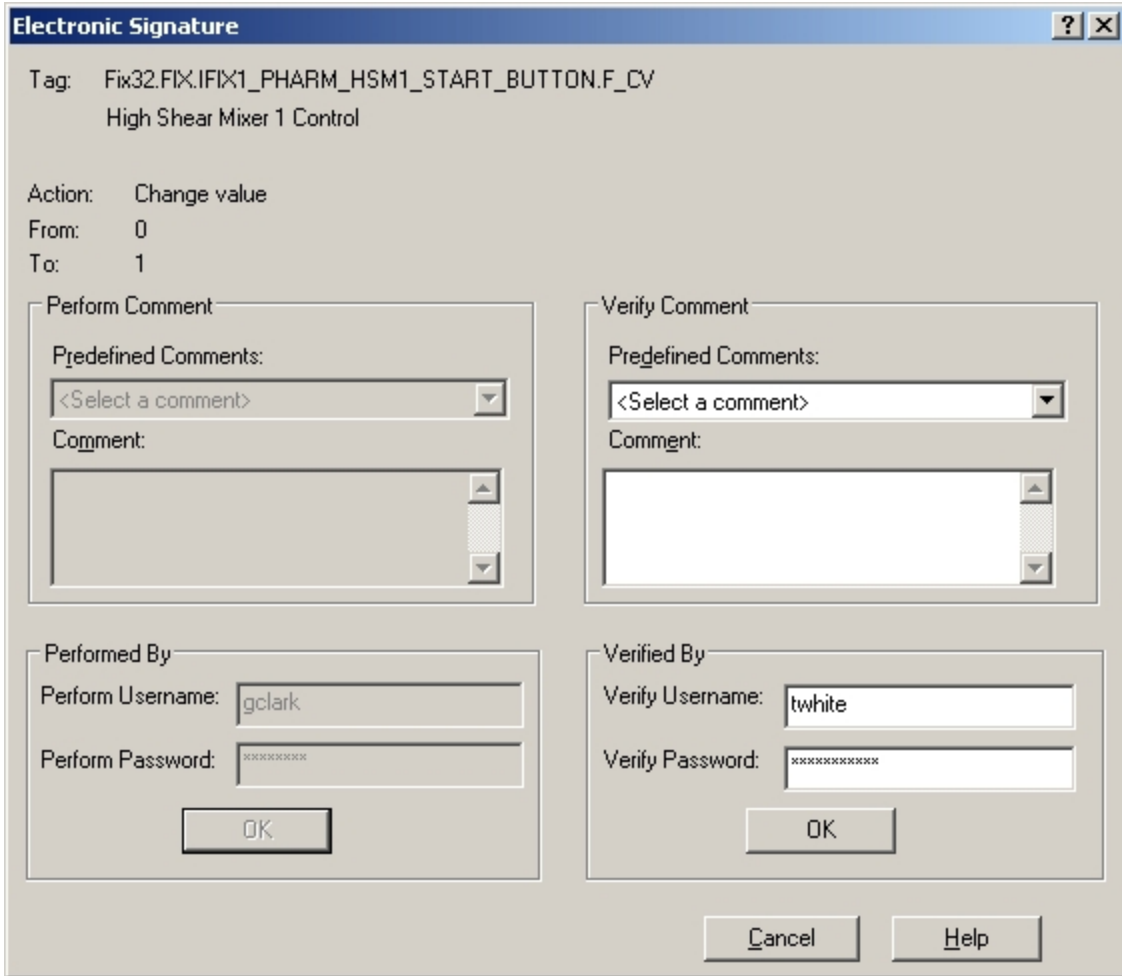 Electronic Signature
Tag: Fix32.FIX.IFIX1_PHARM_HSM1_START_BUTTON.F_CV
High Shear Mixer 1 Control
Action: Change value
From: 0
To: 1
Perform Comment
Predefined Comments:
<Select a comment>
Comment:
Verify Comment
Predefined Comments:
<Select a comment>
Comment:
Performed By
Perform Username: gclark
Perform Password: ××××××××
OK
Verified By
Verify Username: twhite
Verify Password: ×××××××××××
OK
Cancel
Help